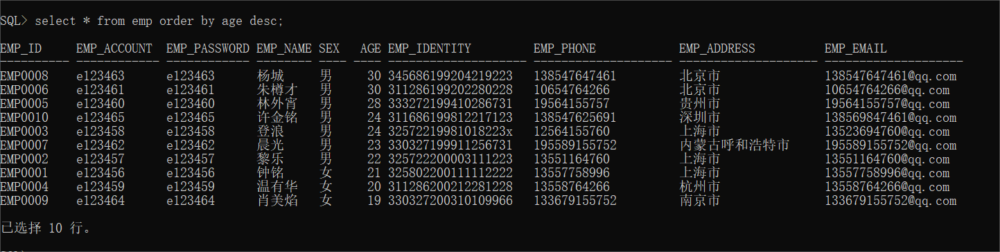 SQL> select * from emp order by age desc;
EMP_ID EMP_ACCOUNT EMP_PASSWORD EMP_NAME SEX AGE EMP_IDENTITY EMP_PHONE EMP_ADDRESS EMP_EMAIL
---------- ------------ ------------ -------- ---- ---- -------------------- -------------------- -------------------- --------------------
EMP0008 e123463 e123463 杨城 男 30 345686199204219223 138547647461 北京市 138547647461@qq.com
EMP0006 e123461 e123461 朱樽才 男 30 311286199202280228 10654764266 北京市 10654764266@qq.com
EMP0005 e123460 e123460 林外宵 男 28 333272199410286731 19564155757 贵州市 19564155757@qq.com
EMP0010 e123465 e123465 许金铭 男 24 311686199812217123 138547625691 深圳市 138569847461@qq.com
EMP0003 e123458 e123458 登浪 男 24 32572219981018223x 12564155760 上海市 13523694760@qq.com
EMP0007 e123462 e123462 晨光 男 23 330327199911256731 195589155752 内蒙古呼和浩特市 195589155752@qq.com
EMP0002 e123457 e123457 黎乐 男 22 325722200003111223 13551164760 上海市 13551164760@qq.com
EMP0001 e123456 e123456 钟铭 女 21 325802200111112222 13557758996 上海市 13557758996@qq.com
EMP0004 e123459 e123459 温有华 女 20 311286200212281228 13558764266 杭州市 13558764266@qq.com
EMP0009 e123464 e123464 肖美焰 女 19 330327200310109966 133679155752 南京市 133679155752@qq.com
已选择 10 行。